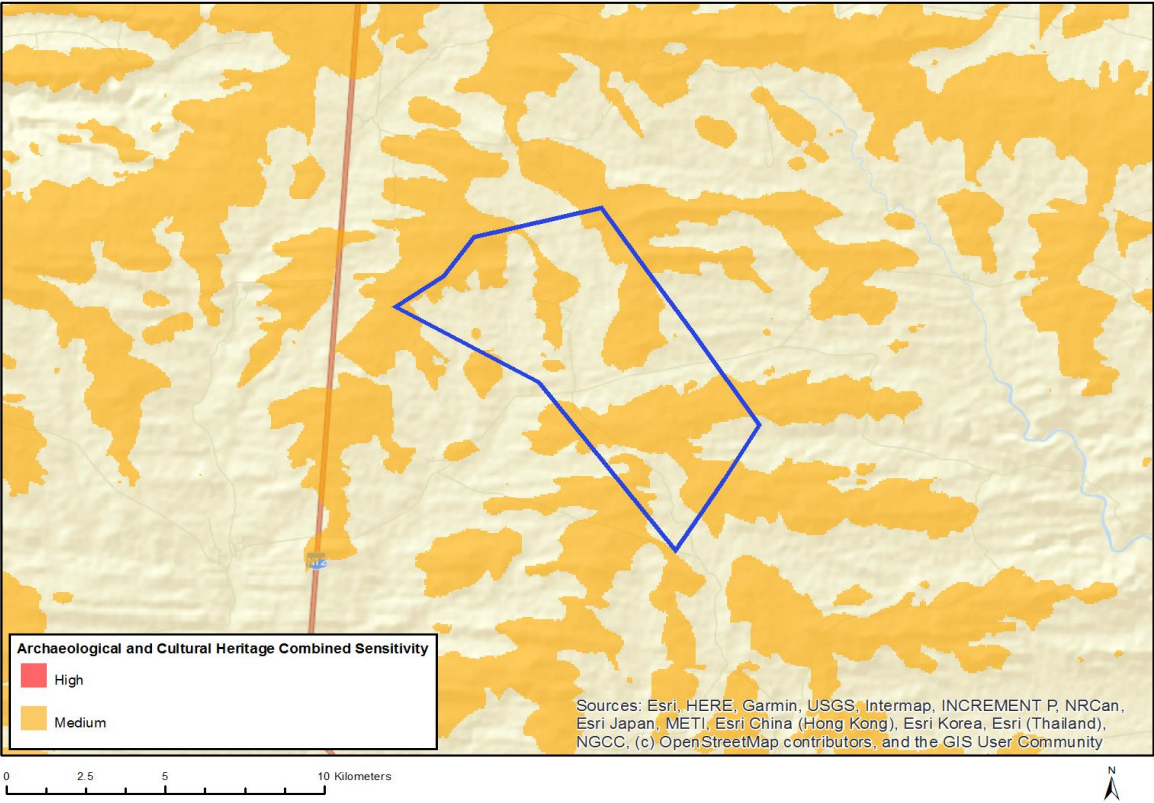 Archaeological and Cultural Heritage Combined Sensitivity
High
Medium
Sources: Esri, HERE, Garmin, USGS, Intermap, INCREMENT P, NRCan,
Esri Japan, METI, Esri China (Hong Kong), Esri Korea, Esri (Thailand),
NGCC, (c) OpenStreetMap contributors, and the GIS User Community
0 2.5 5 10 Kilometers
N